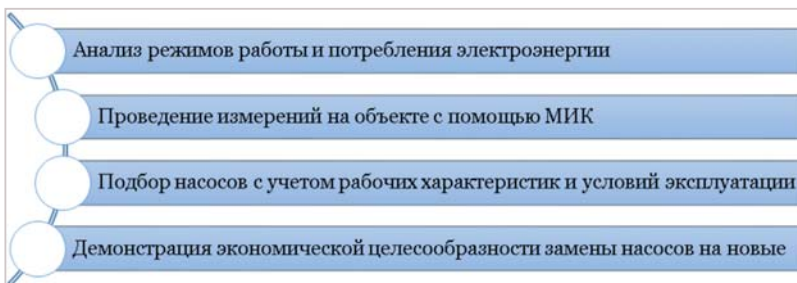 Анализ режимов работы и потребления электроэнергии
Проведение измерений на объекте с помощью МИК
Подбор насосов с учетом рабочих характеристик и условий эксплуатации
Демонстрация экономической целесообразности замены насосов на новые